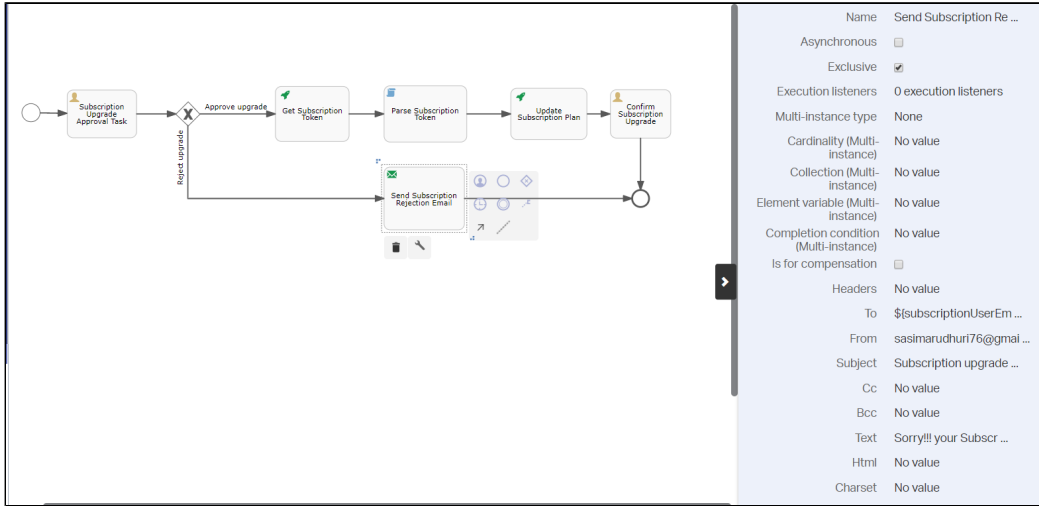 Subscription
Upgrade
Approval Task
X
Approve upgrade
Reject upgrade
Get Subscription
Token
Parse Subscription
Token
Update
Subscription Plan
Confirm
Subscription
Upgrade
Send Subscription
Rejection Email
Name Send Subscription Re ...
Asynchronous
Exclusive
Execution listeners 0 execution listeners
Multi-instance type None
Cardinality (Multi-
instance) No value
Collection (Multi-
instance) No value
Element variable (Multi-
instance) No value
Completion condition
(Multi-instance) No value
Is for compensation
Headers No value
To ${subscriptionUserEm ...
From sasimarudhuri76@gmai ...
Subject Subscription upgrade ...
Cc No value
Bcc No value
Text Sorry!!! your Subscr ...
Html No value
Charset No value